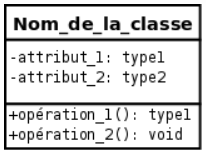 Nom_de_la_classe
-attribut_1: type1
-attribut_2: type2
+opération_1(): type1
+opération_2(): void